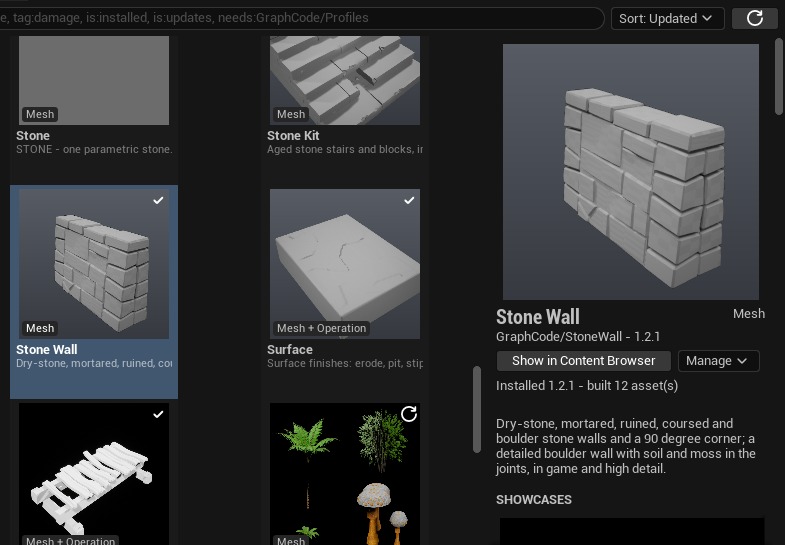 e, tag:damage, is:installed, is:updates, needs:GraphCode/Profiles
Sort: Updated
Mesh
Stone
STONE - one parametric stone.
Mesh
Stone Kit
Aged stone stairs and blocks, in
Mesh
Stone Wall
Dry-stone, mortared, ruined, cou
Mesh + Operation
Surface
Surface finishes: erode, pit, stip
Mesh + Operation
Mesh
Stone Wall
Mesh
GraphCode/StoneWall - 1.2.1
Show in Content Browser
Manage
Installed 1.2.1 - built 12 asset(s)
Dry-stone, mortared, ruined, coursed and
boulder stone walls and a 90 degree corner; a
detailed boulder wall with soil and moss in the
joints, in game and high detail.
SHOWCASES